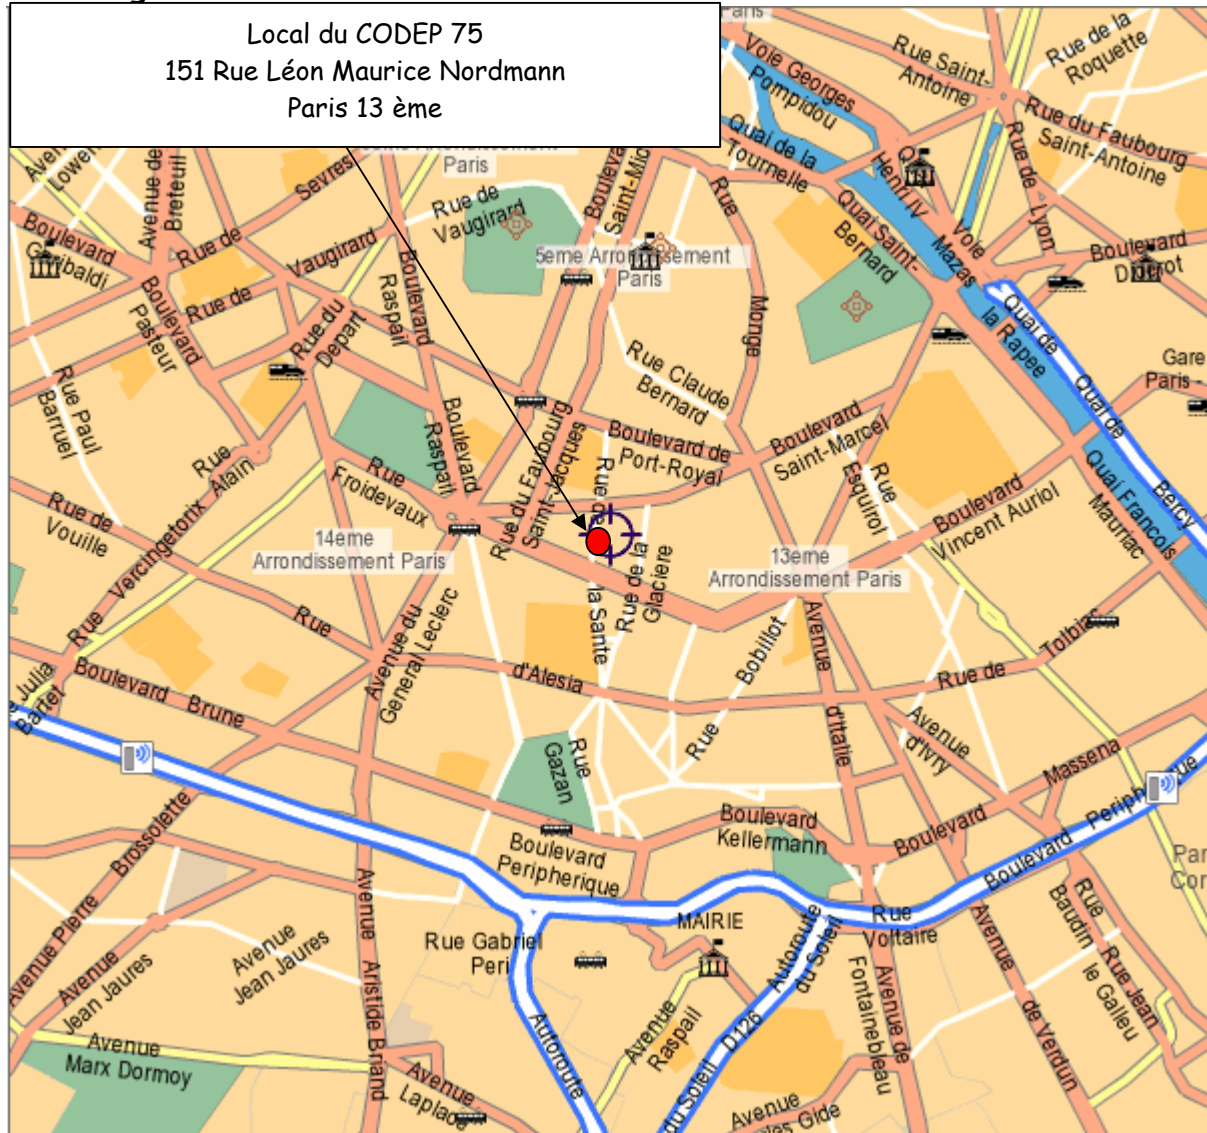 Local du CODEP 75
151 Rue Léon Maurice Nordmann
Paris 13 ème
Paris
Voie Georges
Pompidou
Rue Saint-
Antoine
Rue de la
Roquette
Rue du Faubourg
Saint-Antoine
Quai de la
Tournelle
Henri IV
Rue de Lyon
Voie
Mazas
Boulevard
Quai Saint-
Bernard
Avenue de
Breteuil
Sevres
Arrondissement
Paris
Rue de
Vaugirard
Boulevard
Garibaldi
Rue de
Vaugirard
Rue de
Boulevard
Saint-Mic
5eme Arrondissement
Paris
Rue
Monge
Boulevard
Raspail
Boulevard
Pasteur
Rue du
Depart
Quai de
la Rapee
Quai de
Bercy
Gare
Paris -
Rue Claude
Bernard
Rue Paul
Barruel
Boulevard
Raspail
Rue du Faubourg
Saint-Jacques
Boulevard de
Port-Royal
Boulevard
Saint-Marcel
Rue
Esquirol
Boulevard
Vincent Auriol
Quai Francois
Mauriac
Rue
Froidevaux
Rue
Vercingetorix
Alain
Rue de
Vouille
14eme
Arrondissement Paris
Rue de
la Sante
Rue de la
Glaciere
13eme
Arrondissement Paris
Rue
d'Alesia
Avenue du
General Leclerc
Rue
Bobillot
Avenue
d'Italie
Rue de
Tolbiac
Julia
Bartet
Boulevard Brune
Rue
Gazan
Avenue
d'Ivry
Boulevard
Massena
Boulevard
Kellermann
Boulevard
Peripherique
Boulevard
Peripherique
Avenue Pierre
Brossolette
MAIRIE
Rue
Voltaire
Rue Gabriel
Peri
Avenue
Jean Jaures
Avenue
Jean Jaures
Avenue
Aristide Briand
Autoroute
Avenue
Raspail
Autoroute
du Soleil
D126
du Soleil
Avenue de
Fontainebleau
Avenue
de Verdun
Rue
Baudin
Rue Jean
le Galleu
Avenue
Marx Dormoy
Avenue
Laplace
Avenue
Gide